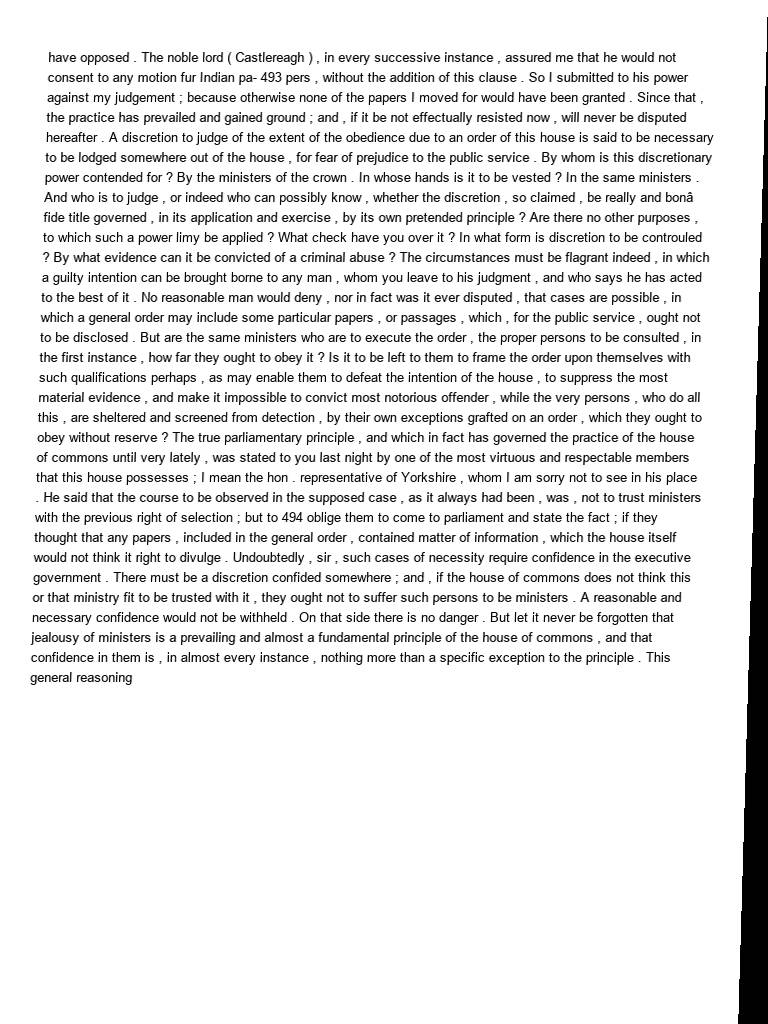 have opposed . The noble lord ( Castlereagh ) , in every successive instance , assured me that he would not
consent to any motion fur Indian pa- 493 pers , without the addition of this clause . So I submitted to his power
against my judgement ; because otherwise none of the papers I moved for would have been granted . Since that ,
the practice has prevailed and gained ground ; and , if it be not effectually resisted now , will never be disputed
hereafter . A discretion to judge of the extent of the obedience due to an order of this house is said to be necessary
to be lodged somewhere out of the house , for fear of prejudice to the public service . By whom is this discretionary
power contended for ? By the ministers of the crown . In whose hands is it to be vested ? In the same ministers .
And who is to judge , or indeed who can possibly know , whether the discretion , so claimed , be really and bonâ
fide title governed , in its application and exercise , by its own pretended principle ? Are there no other purposes ,
to which such a power limy be applied ? What check have you over it ? In what form is discretion to be controuled
? By what evidence can it be convicted of a criminal abuse ? The circumstances must be flagrant indeed , in which
a guilty intention can be brought borne to any man , whom you leave to his judgment , and who says he has acted
to the best of it . No reasonable man would deny , nor in fact was it ever disputed , that cases are possible , in
which a general order may include some particular papers , or passages , which , for the public service , ought not
to be disclosed . But are the same ministers who are to execute the order , the proper persons to be consulted , in
the first instance , how far they ought to obey it ? Is it to be left to them to frame the order upon themselves with
such qualifications perhaps , as may enable them to defeat the intention of the house , to suppress the most
material evidence , and make it impossible to convict most notorious offender , while the very persons , who do all
this , are sheltered and screened from detection , by their own exceptions grafted on an order , which they ought to
obey without reserve ? The true parliamentary principle , and which in fact has governed the practice of the house
of commons until very lately , was stated to you last night by one of the most virtuous and respectable members
that this house possesses ; I mean the hon . representative of Yorkshire , whom I am sorry not to see in his place
. He said that the course to be observed in the supposed case , as it always had been , was , not to trust ministers
with the previous right of selection ; but to 494 oblige them to come to parliament and state the fact ; if they
thought that any papers , included in the general order , contained matter of information , which the house itself
would not think it right to divulge . Undoubtedly , sir , such cases of necessity require confidence in the executive
government . There must be a discretion confided somewhere ; and , if the house of commons does not think this
or that ministry fit to be trusted with it , they ought not to suffer such persons to be ministers . A reasonable and
necessary confidence would not be withheld . On that side there is no danger . But let it never be forgotten that
jealousy of ministers is a prevailing and almost a fundamental principle of the house of commons , and that
confidence in them is , in almost every instance , nothing more than a specific exception to the principle . This
general reasoning